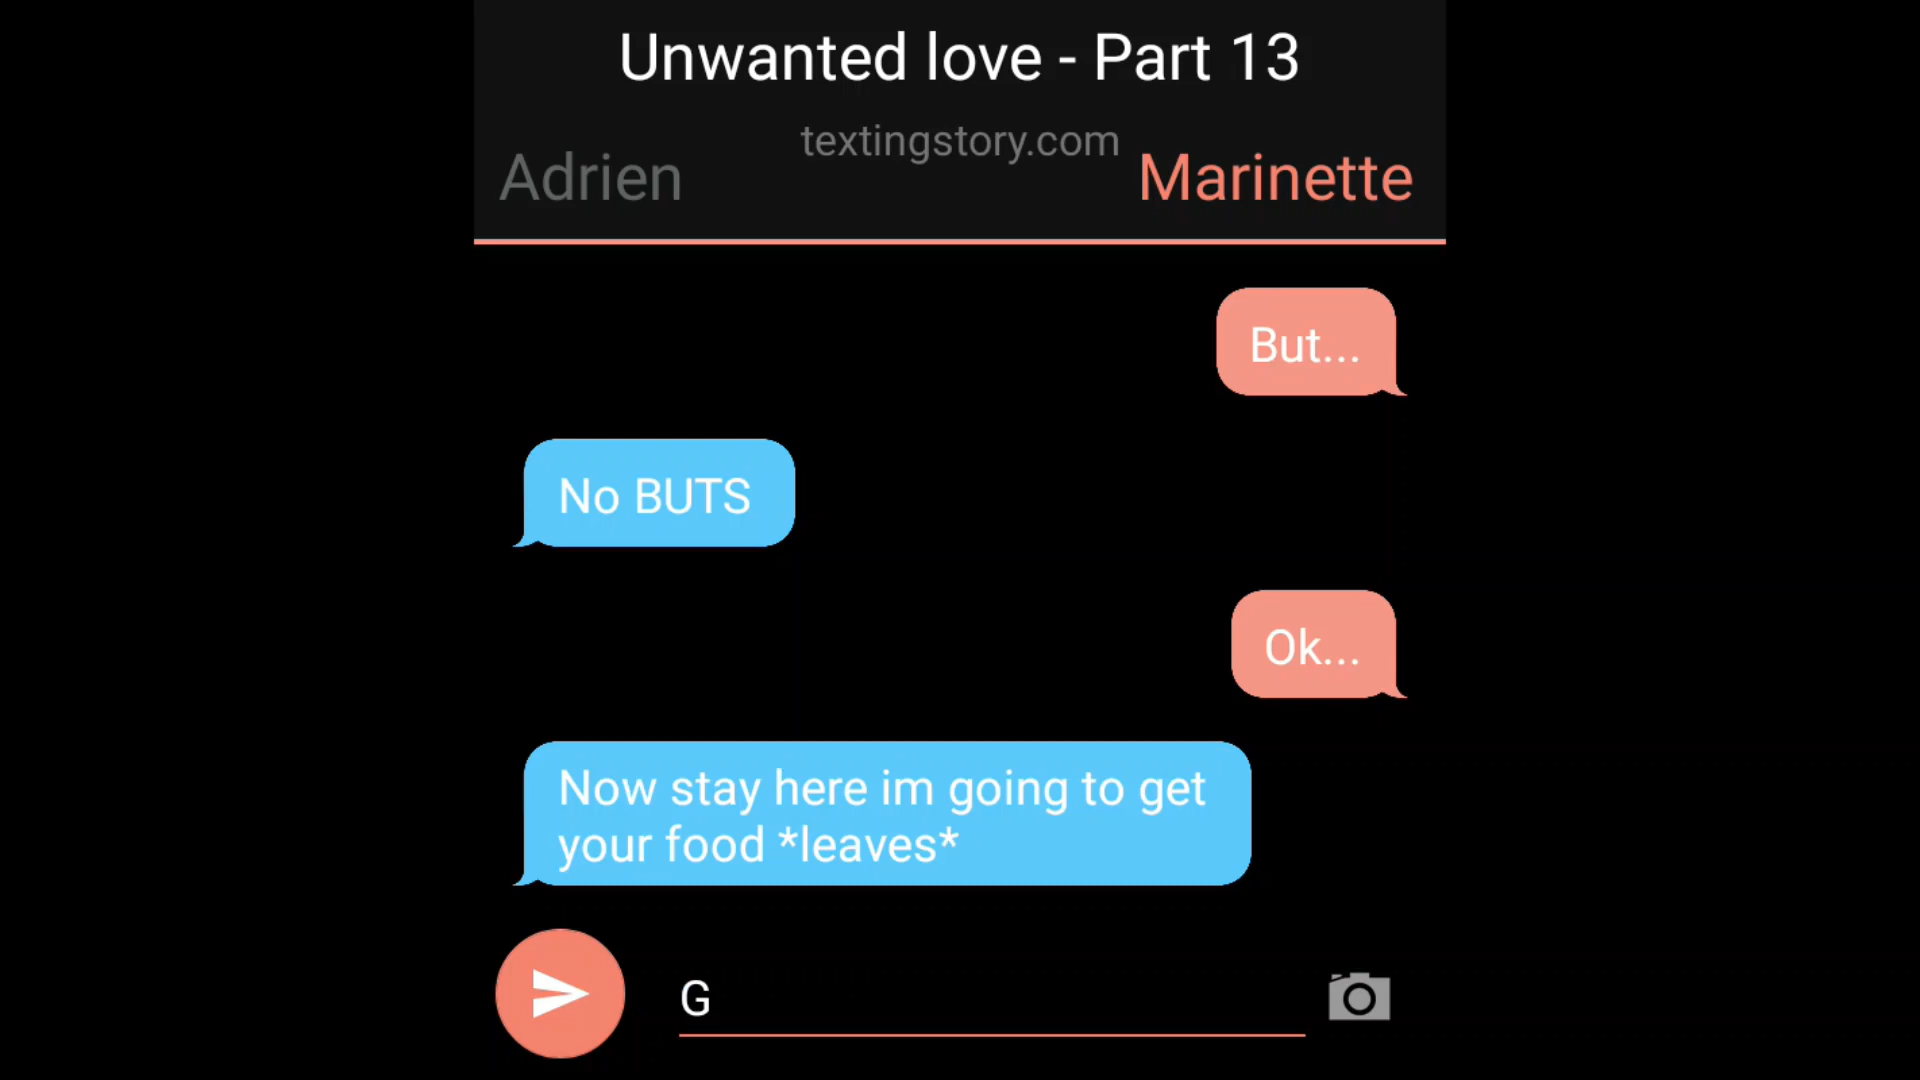 Unwanted love - Part 13
textingstory.com
Adrien
Marinette
But...
No BUTS
Ok...
Now stay here im going to get
your food *leaves*
G